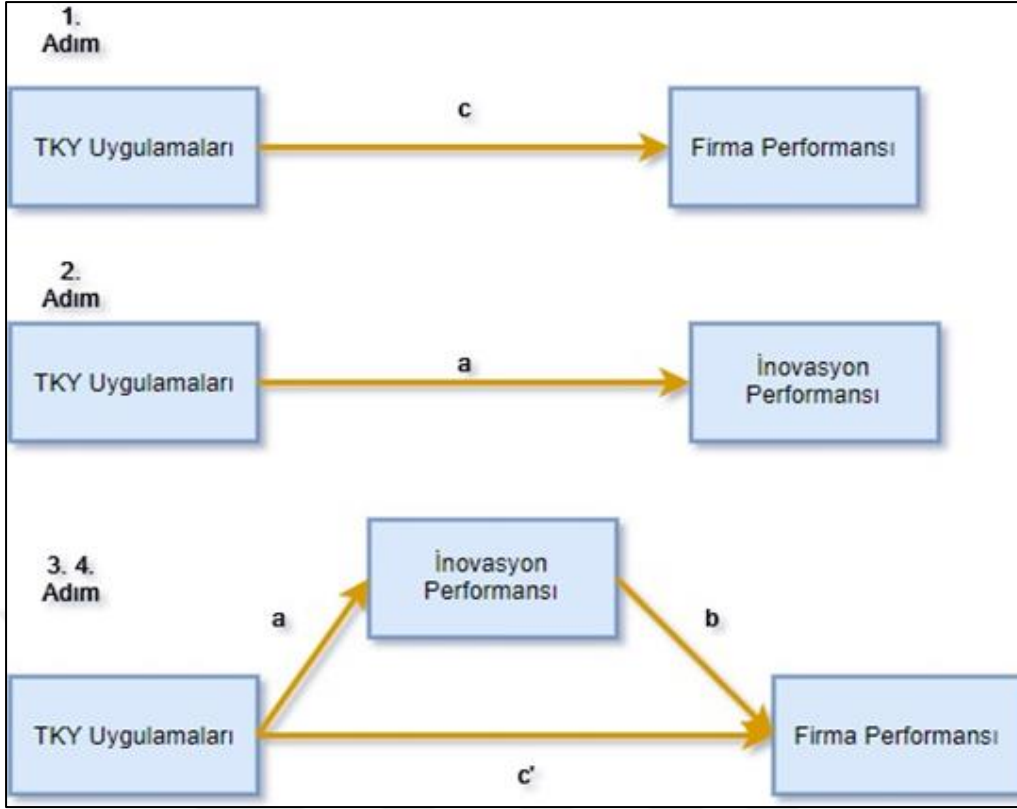 1.
Adım
c
TKY Uygulamaları
Firma Performansı
2.
Adım
a
TKY Uygulamaları
İnovasyon
Performansı
3. 4.
Adım
İnovasyon
Performansı
a
b
TKY Uygulamaları
Firma Performansı
c'